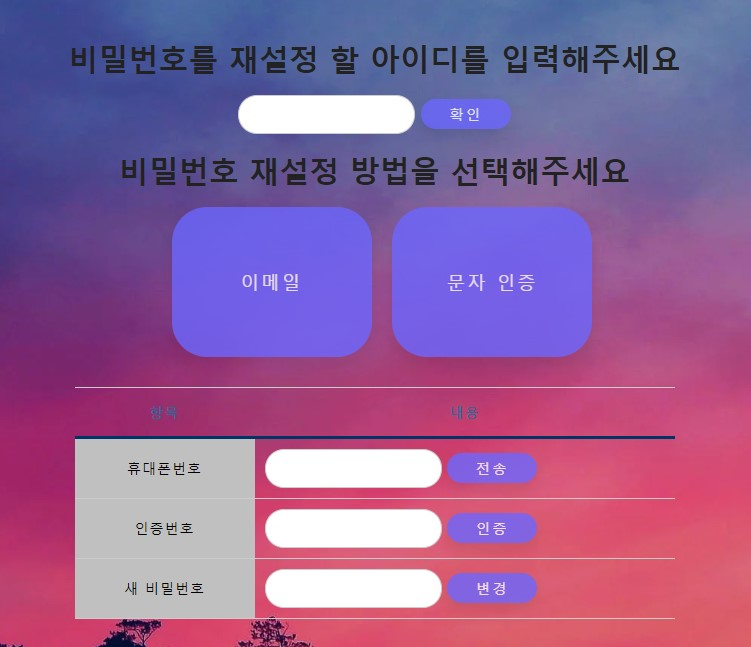 비밀번호를 재설정 할 아이디를 입력해주세요
확인
비밀번호 재설정 방법을 선택해주세요
이메일 문자 인증
항목 내용
휴대폰번호 전송
인증번호 인증
새 비밀번호 변경